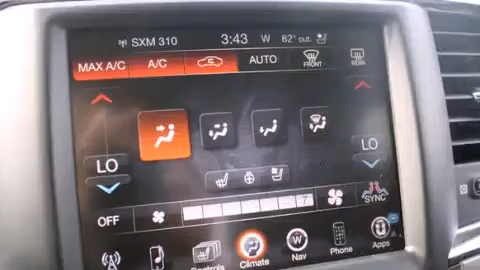 SXM 310 3:43 W 82° out.
MAX A/C A/C AUTO FRONT REAR
LO LO
OFF 7 SYNC
Controls Climate W Nav Phone Apps